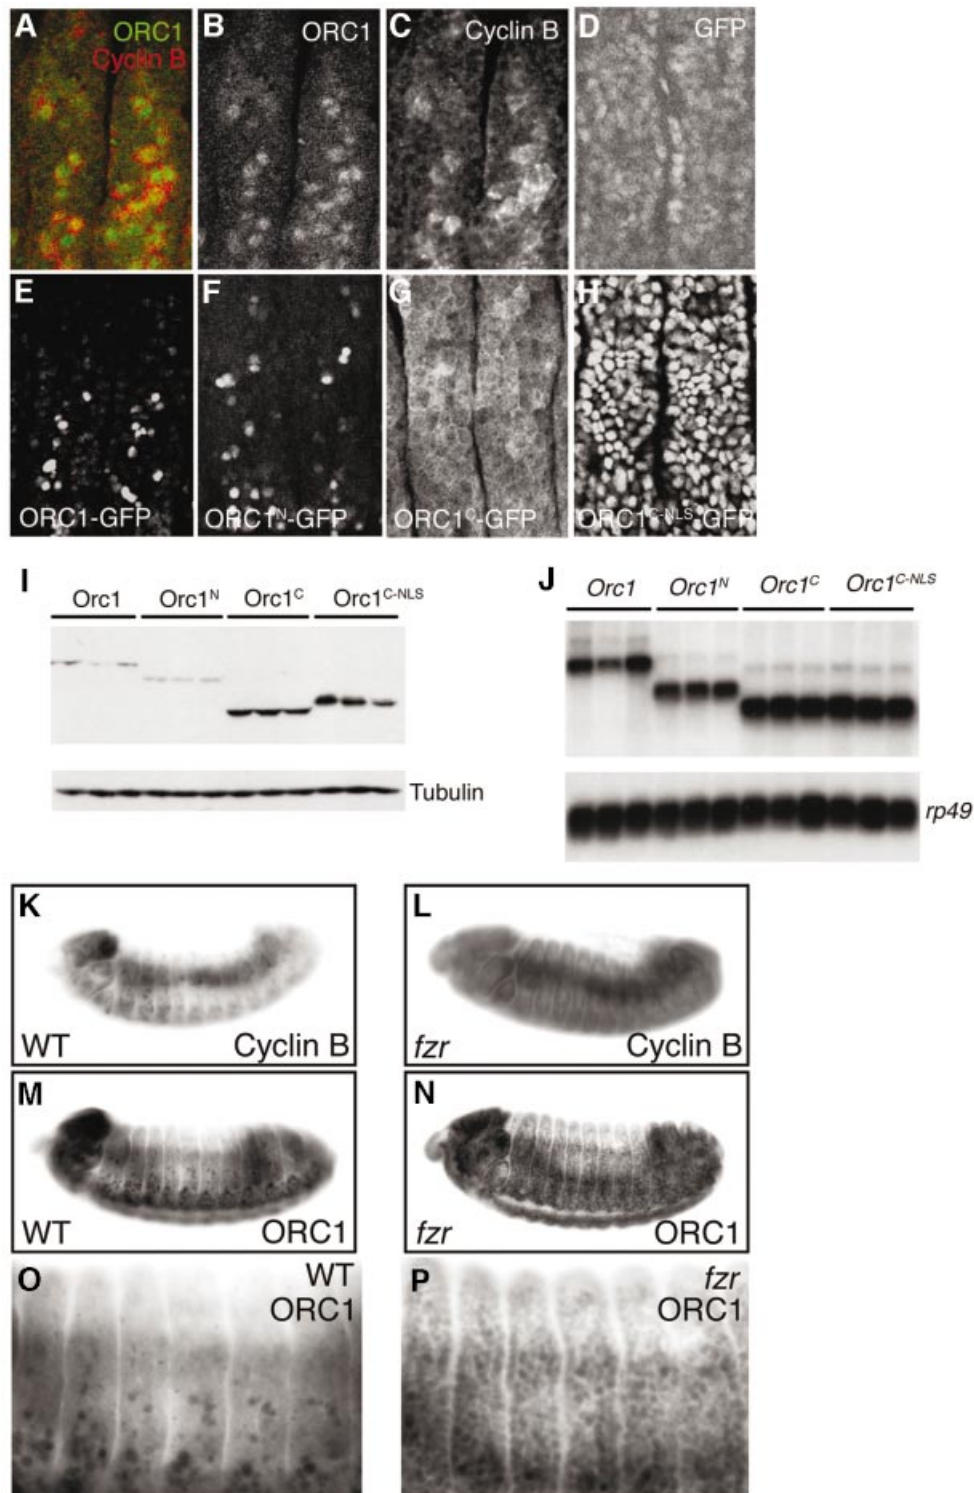 A ORC1
Cyclin B
B ORC1
C Cyclin B
D GFP
E ORC1-GFP
F ORC1N-GFP
G ORC1C-GFP
H ORC1C-NLS-GFP
I
Orc1 Orc1N Orc1C Orc1C-NLS
Tubulin
J
Orc1 Orc1N Orc1C Orc1C-NLS
rp49
K
WT Cyclin B
L
fzr Cyclin B
M
WT ORC1
N
fzr ORC1
O WT
ORC1
P fzr
ORC1